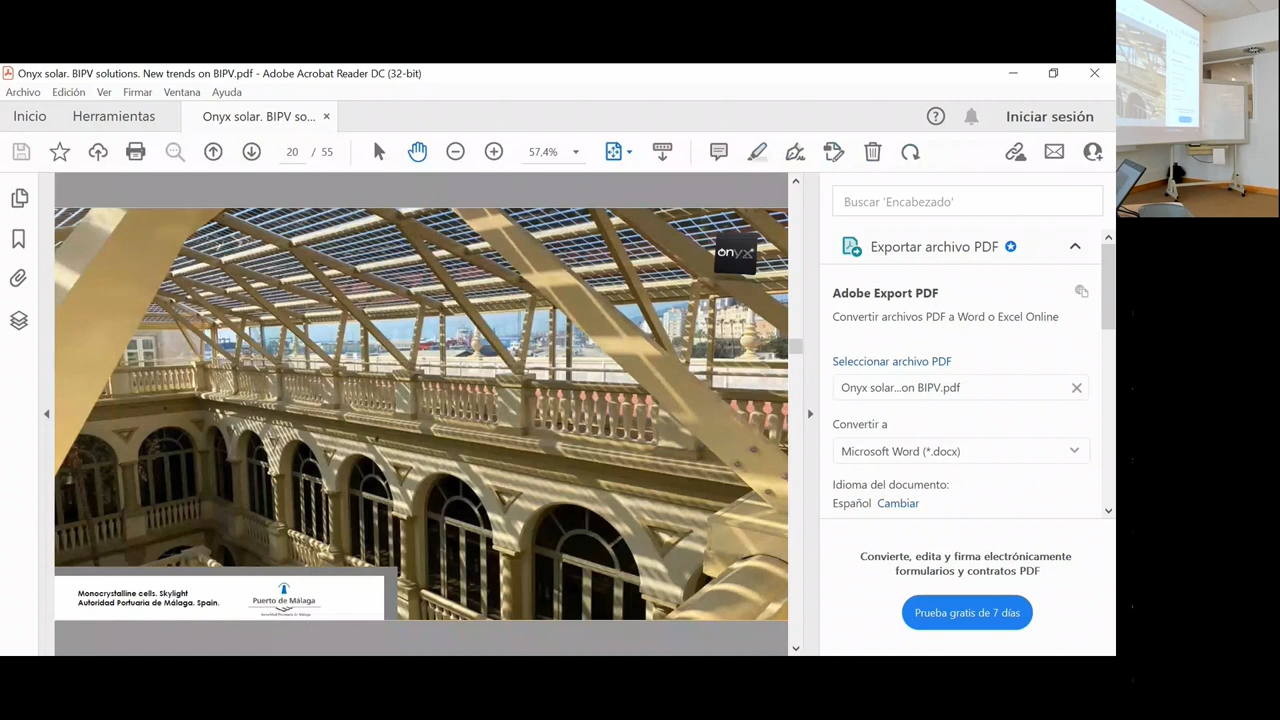 Onyx solar. BIPV solutions. New trends on BIPV.pdf - Adobe Acrobat Reader DC (32-bit)
Archivo Edición Ver Firmar Ventana Ayuda
Inicio Herramientas Onyx solar. BIPV so... Iniciar sesión
20 / 55 57,4%
Buscar 'Encabezado'
onyx
Exportar archivo PDF
Adobe Export PDF
Convertir archivos PDF a Word o Excel Online
Seleccionar archivo PDF
Onyx solar...on BIPV.pdf
Convertir a
Microsoft Word (*.docx)
Idioma del documento:
Español Cambiar
Convierte, edita y firma electrónicamente
formularios y contratos PDF
Prueba gratis de 7 días
Monocrystalline cells. Skylight
Autoridad Portuaria de Málaga. Spain.
Puerto de Málaga
Autoridad Portuaria de Málaga